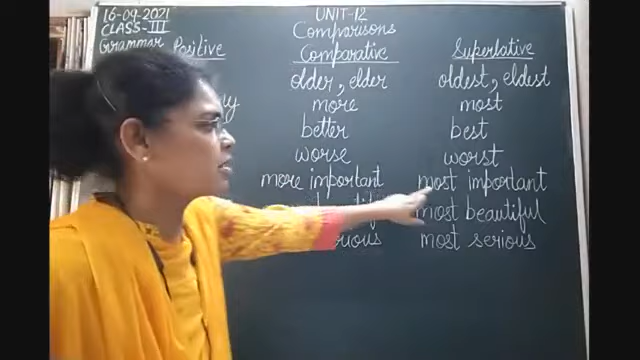 16-09-2021 UNIT-12
CLASS-III Comparisons
Grammar Positive Comparative Superlative
older, elder oldest, eldest
more most
better best
worse worst
more important most important
most beautiful
most serious